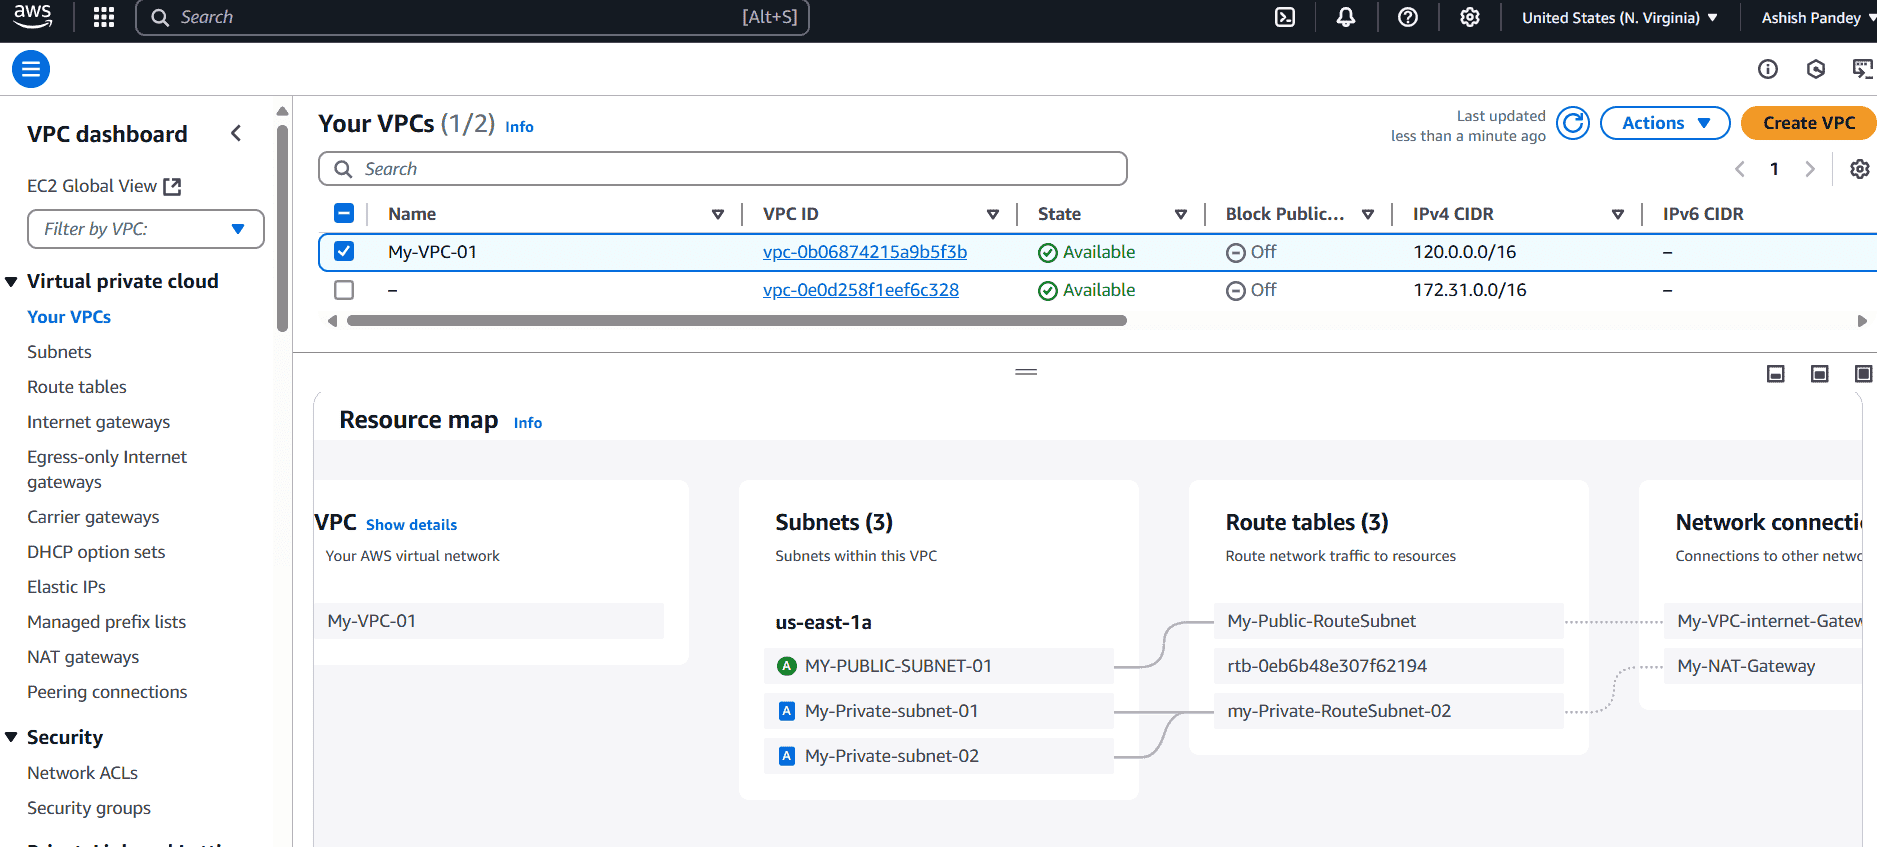 aws
Search [Alt+S]
United States (N. Virginia)
Ashish Pandey
VPC dashboard
EC2 Global View
Filter by VPC:
Virtual private cloud
Your VPCs
Subnets
Route tables
Internet gateways
Egress-only Internet
gateways
Carrier gateways
DHCP option sets
Elastic IPs
Managed prefix lists
NAT gateways
Peering connections
Security
Network ACLs
Security groups
Your VPCs (1/2) Info
Last updated
less than a minute ago
Actions
Create VPC
Search
1
Name VPC ID State Block Public... IPv4 CIDR IPv6 CIDR
My-VPC-01 vpc-0b06874215a9b5f3b Available Off 120.0.0.0/16 –
– vpc-0e0d258f1eef6c328 Available Off 172.31.0.0/16 –
Resource map Info
VPC Show details
Your AWS virtual network
My-VPC-01
Subnets (3)
Subnets within this VPC
us-east-1a
A MY-PUBLIC-SUBNET-01
A My-Private-subnet-01
A My-Private-subnet-02
Route tables (3)
Route network traffic to resources
My-Public-RouteSubnet
rtb-0eb6b48e307f62194
my-Private-RouteSubnet-02
Network connecti
Connections to other netwo
My-VPC-internet-Gatew
My-NAT-Gateway